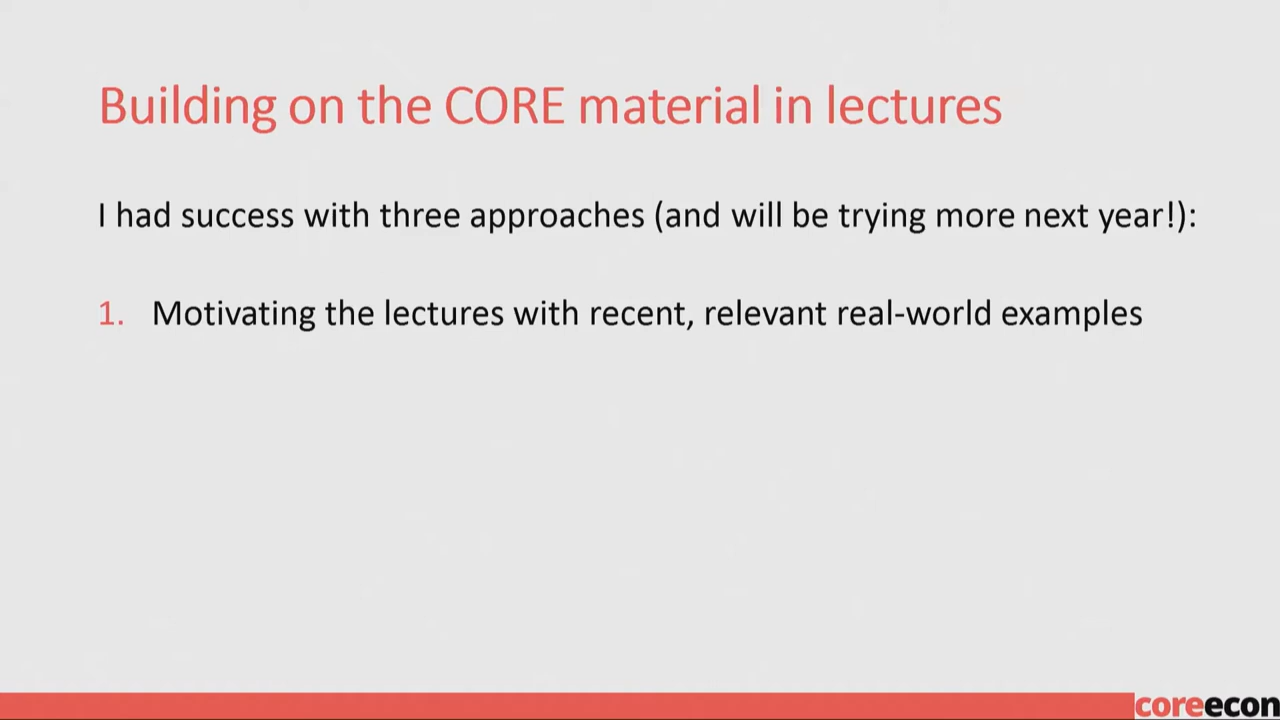 Building on the CORE material in lectures
I had success with three approaches (and will be trying more next year!):
1. Motivating the lectures with recent, relevant real-world examples
coreecon